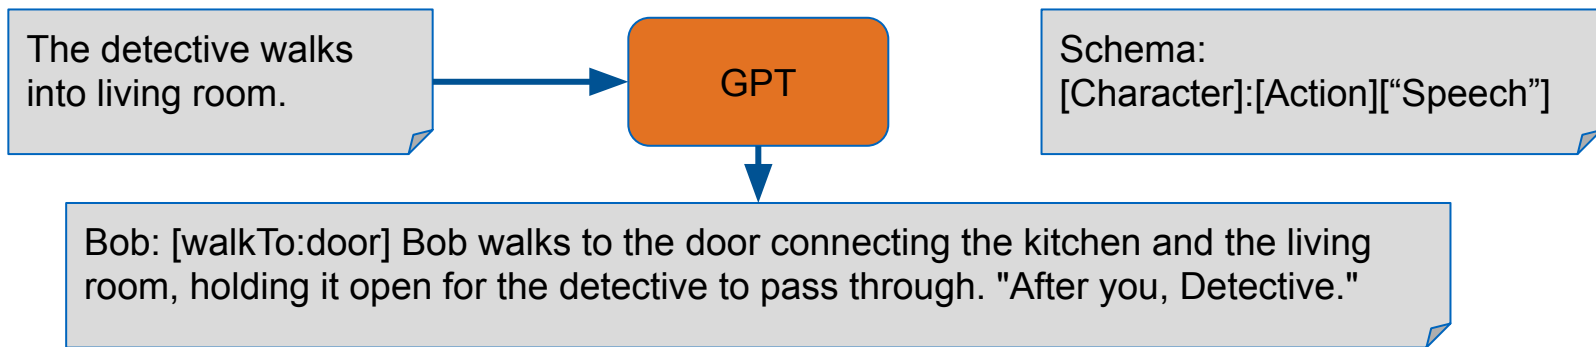 The detective walks
into living room.
GPT
Schema:
[Character]:[Action][“Speech”]
Bob: [walkTo:door] Bob walks to the door connecting the kitchen and the living
room, holding it open for the detective to pass through. "After you, Detective."